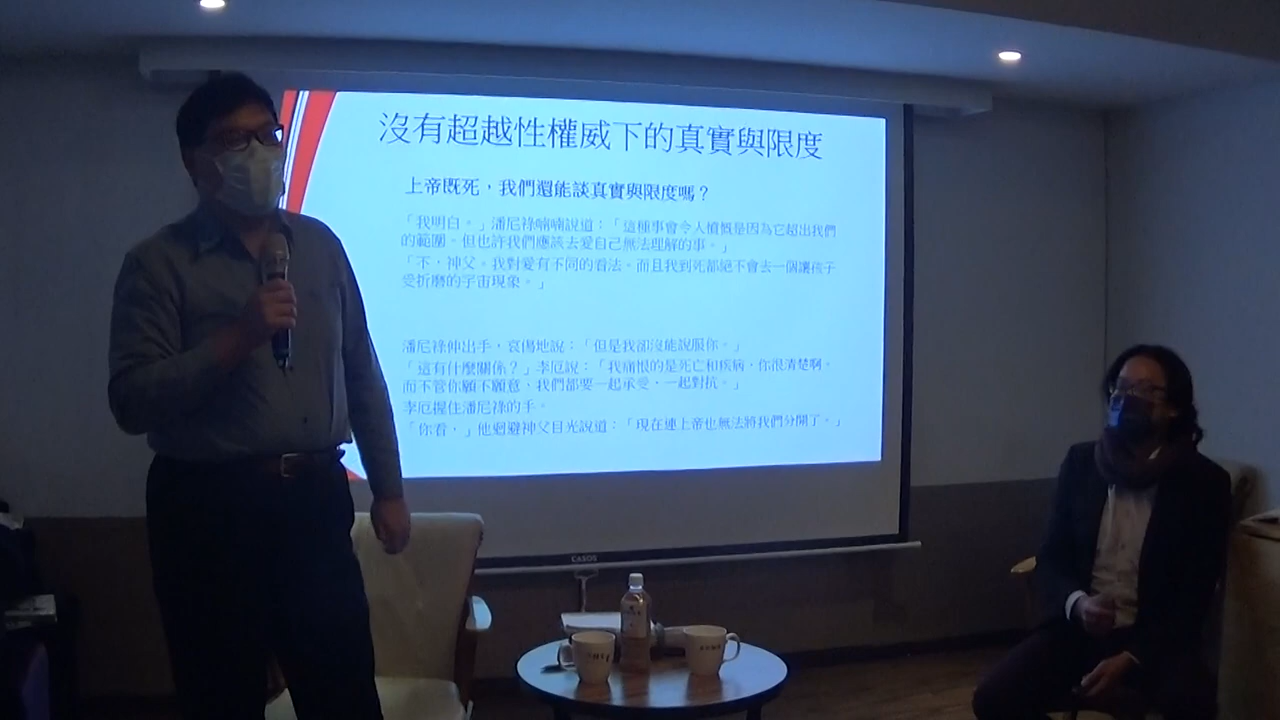 沒有超越性權威下的真實與限度
上帝既死，我們還能談真實與限度嗎？
「我明白。」潘尼祿喃喃說道：「這種事會令人憤慨是因為它超出我們
的範圍。但也許我們應該去愛自己無法理解的事。」
「不，神父。我對愛有不同的看法。而且我到死都絕不會去一個讓孩子
受折磨的宇宙現象。」
潘尼祿伸出手，哀傷地說：「但是我卻沒能說服你。」
「這有什麼關係？」李厄說：「我痛恨的是死亡和疾病，你很清楚啊。
而不管你願不願意，我們都要一起承受，一起對抗。」
李厄握住潘尼祿的手。
「你看，」他迴避神父目光說道：「現在連上帝也無法將我們分開了。」
CASOS